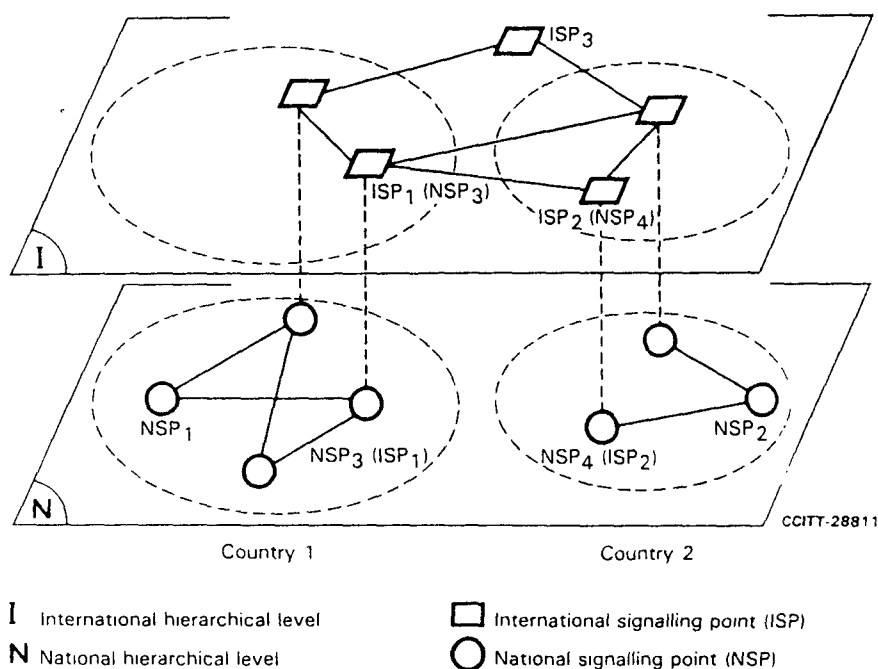 ISP3
ISP1 (NSP3)
ISP2 (NSP4)
I
NSP1
NSP3 (ISP1)
NSP4 (ISP2)
NSP2
N
CCITT-28811
Country 1
Country 2
I International hierarchical level
International signalling point (ISP)
N National hierarchical level
National signalling point (NSP)